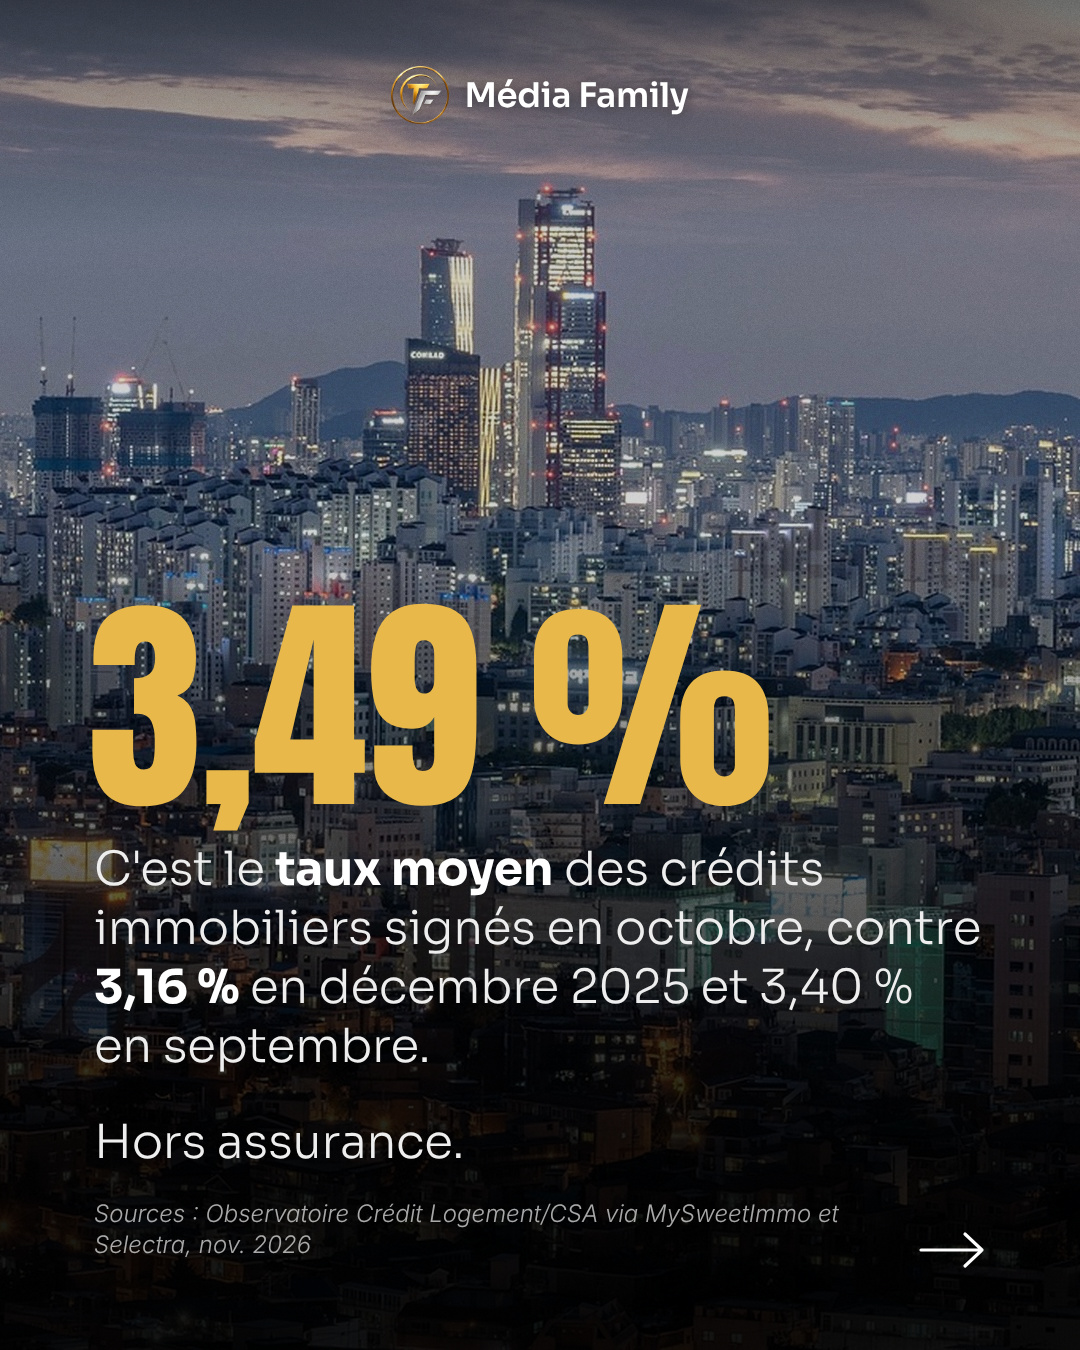 TF Média Family
CONRAD
3,49 %
C'est le taux moyen des crédits
immobiliers signés en octobre, contre
3,16 % en décembre 2025 et 3,40 %
en septembre.
Hors assurance.
Sources : Observatoire Crédit Logement/CSA via MySweetImmo et
Selectra, nov. 2026